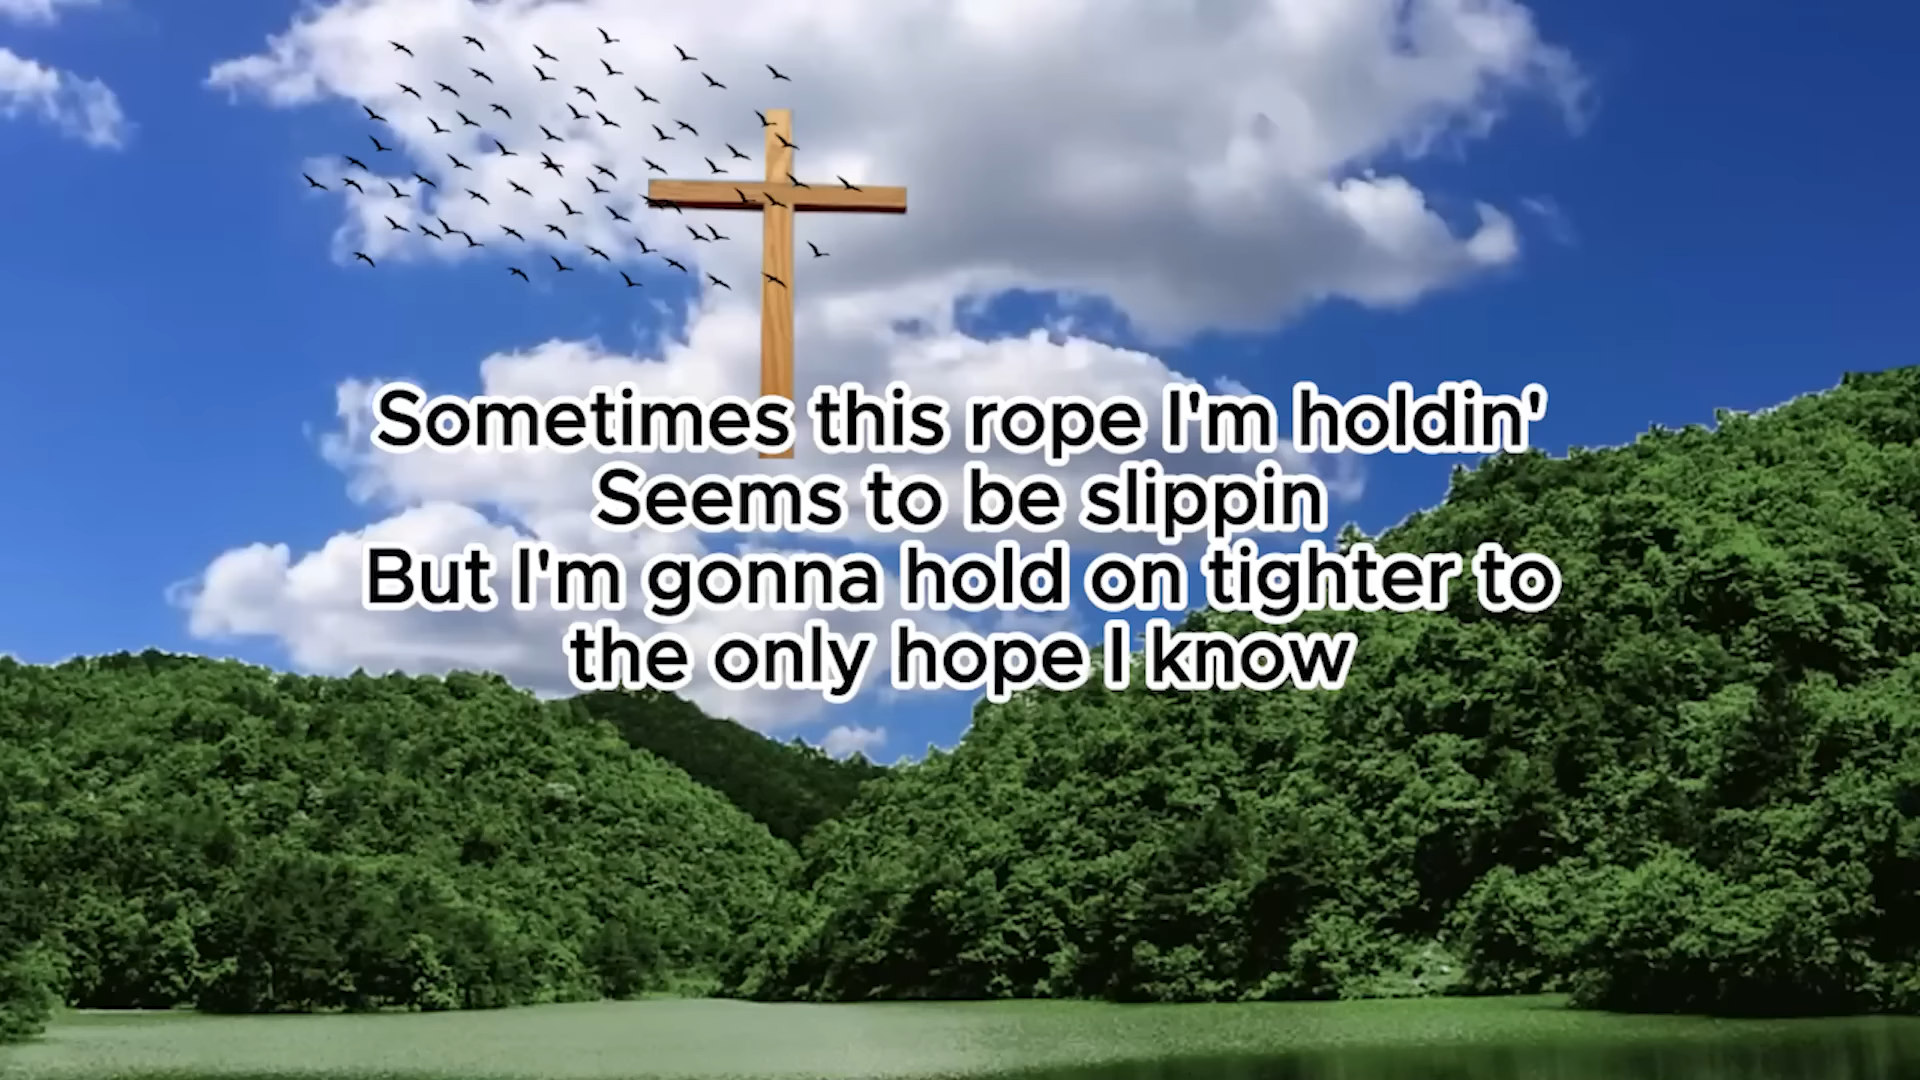 Sometimes this rope I'm holdin'
Seems to be slippin
But I'm gonna hold on tighter to
the only hope I know